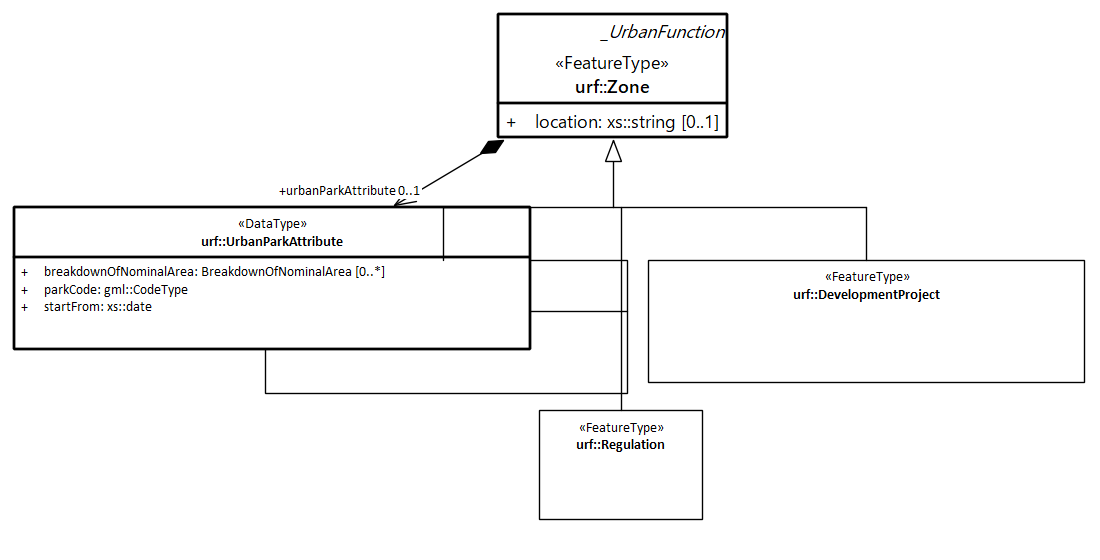 _UrbanFunction
«FeatureType»
urf::Zone
+ location: xs::string [0..1]
+urbanParkAttribute 0..1
«DataType»
urf::UrbanParkAttribute
+ breakdownOfNominalArea: BreakdownOfNominalArea [0..*]
+ parkCode: gml::CodeType
+ startFrom: xs::date
«FeatureType»
urf::DevelopmentProject
«FeatureType»
urf::Regulation